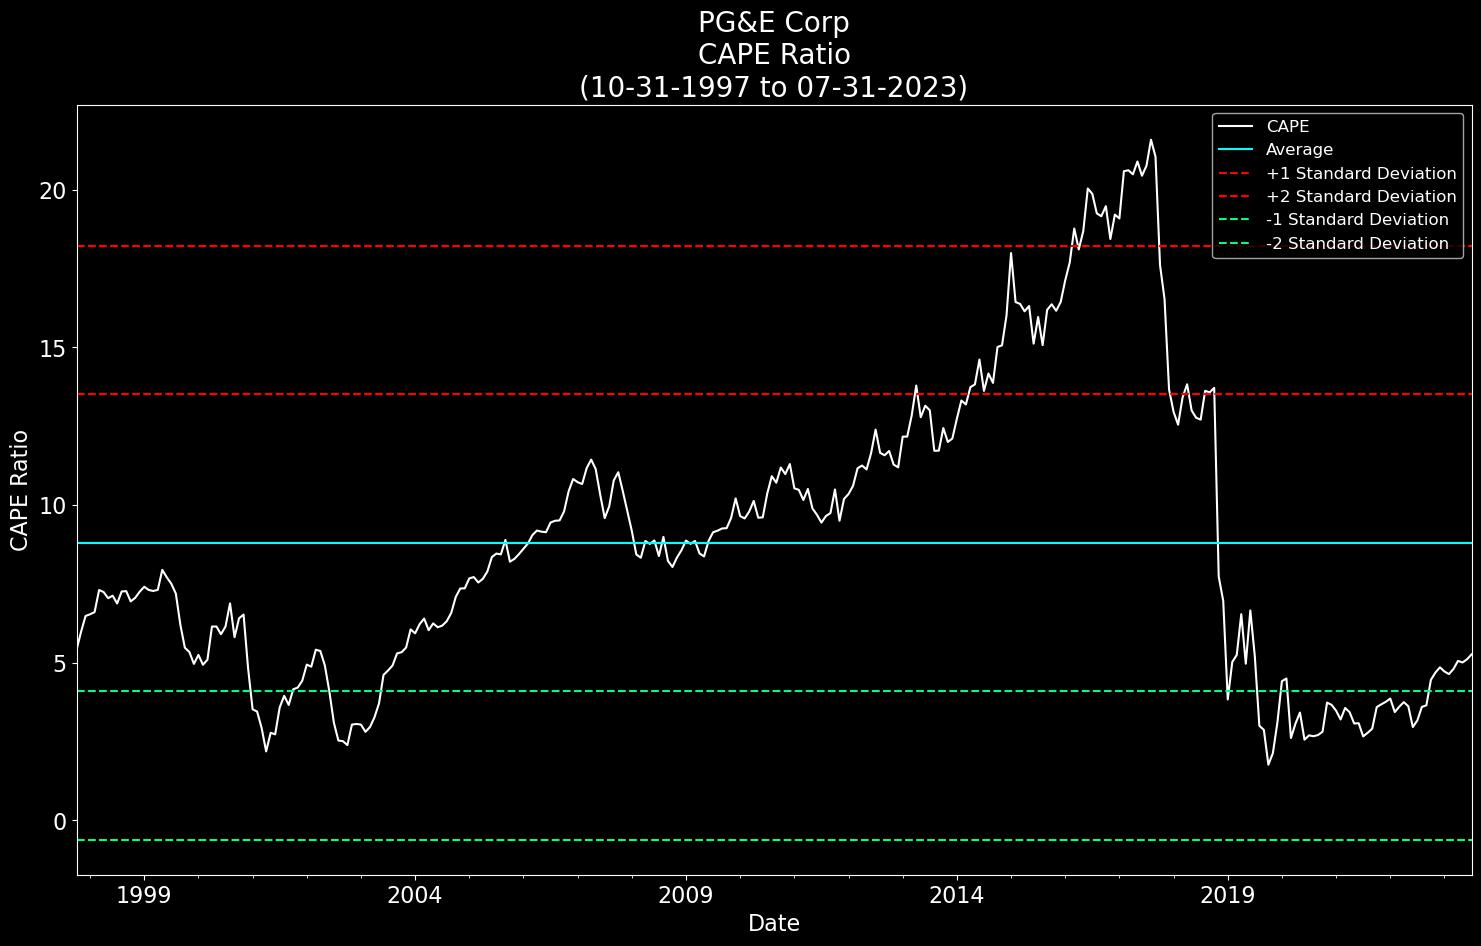 PG&E Corp
CAPE Ratio
(10-31-1997 to 07-31-2023)
CAPE
Average
+1 Standard Deviation
+2 Standard Deviation
-1 Standard Deviation
-2 Standard Deviation
CAPE Ratio
20
15
10
5
0
1999
2004
2009
2014
2019
Date